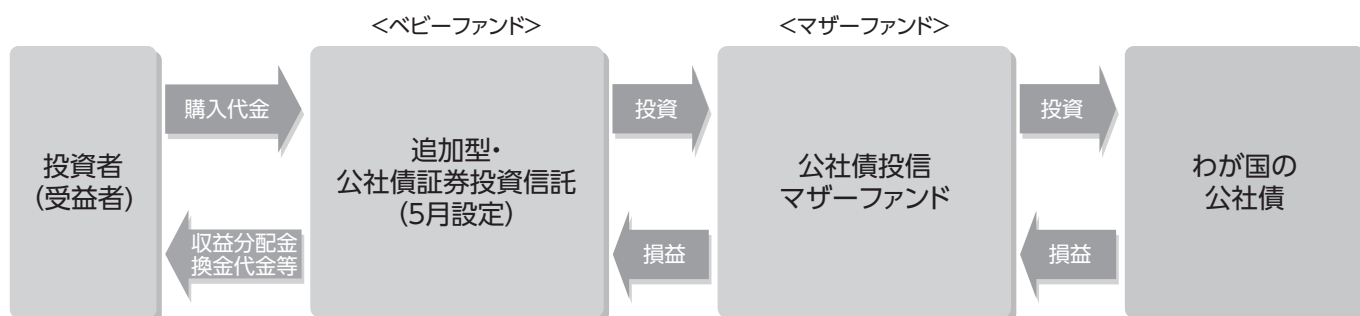 <ベビーファンド>
<マザーファンド>
投資者
(受益者)
購入代金
収益分配金
換金代金等
追加型・
公社債証券投資信託
(5月設定)
投資
損益
公社債投信
マザーファンド
投資
損益
わが国の
公社債